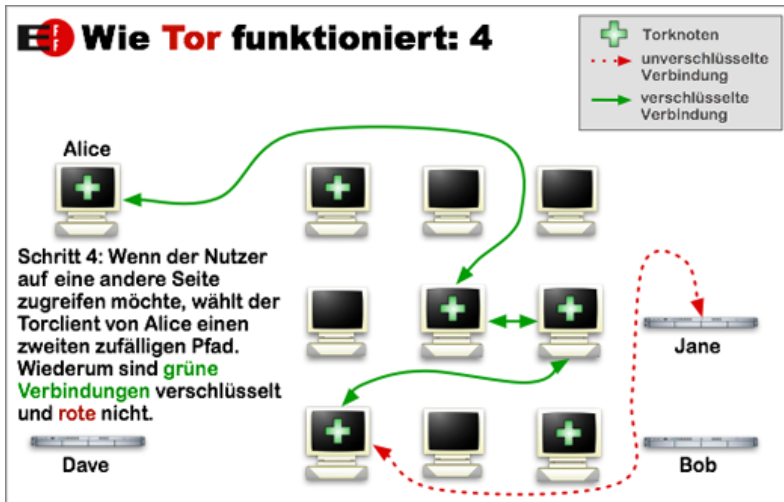 EFF Wie Tor funktioniert: 4
Torknoten
unverschlüsselte
Verbindung
verschlüsselte
Verbindung
Alice
Schritt 4: Wenn der Nutzer
auf eine andere Seite
zugreifen möchte, wählt der
Torclient von Alice einen
zweiten zufälligen Pfad.
Wiederum sind grüne
Verbindungen verschlüsselt
und rote nicht.
Jane
Dave
Bob